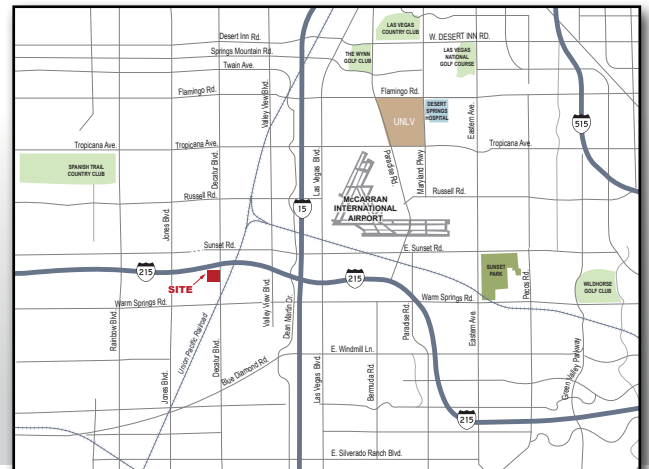 LAS VEGAS
COUNTRY CLUB
Desert Inn Rd.
W. DESERT INN RD.
Springs Mountain Rd.
THE WYNN
GOLF CLUB
LAS VEGAS
NATIONAL
GOLF COURSE
Twain Ave.
Flamingo Rd.
Valley View Blvd.
Flamingo Rd.
DESERT
SPRINGS
HOSPITAL
UNLV
Eastern Ave.
515
Tropicana Ave.
Tropicana Ave.
Tropicana Ave.
SPANISH TRAIL
COUNTRY CLUB
Decatur Blvd.
Las Vegas Blvd.
Paradise Rd.
Maryland Pkwy
Russell Rd.
Russell Rd.
McCARRAN
INTERNATIONAL
AIRPORT
15
Jones Blvd.
Sunset Rd.
E. Sunset Rd.
215
SITE
215
SUNSET
PARK
Pecos Rd.
WILDHORSE
GOLF CLUB
Warm Springs Rd.
Warm Springs Rd.
Rainbow Blvd.
Union Pacific Railroad
Decatur Blvd.
Valley View Blvd.
Dean Martin Dr.
Paradise Rd.
Eastern Ave.
E. Windmill Ln.
Jones Blvd.
Blue Diamond Rd.
Las Vegas Blvd.
Bermuda Rd.
Green Valley Parkway
215
E. Silverado Ranch Blvd.